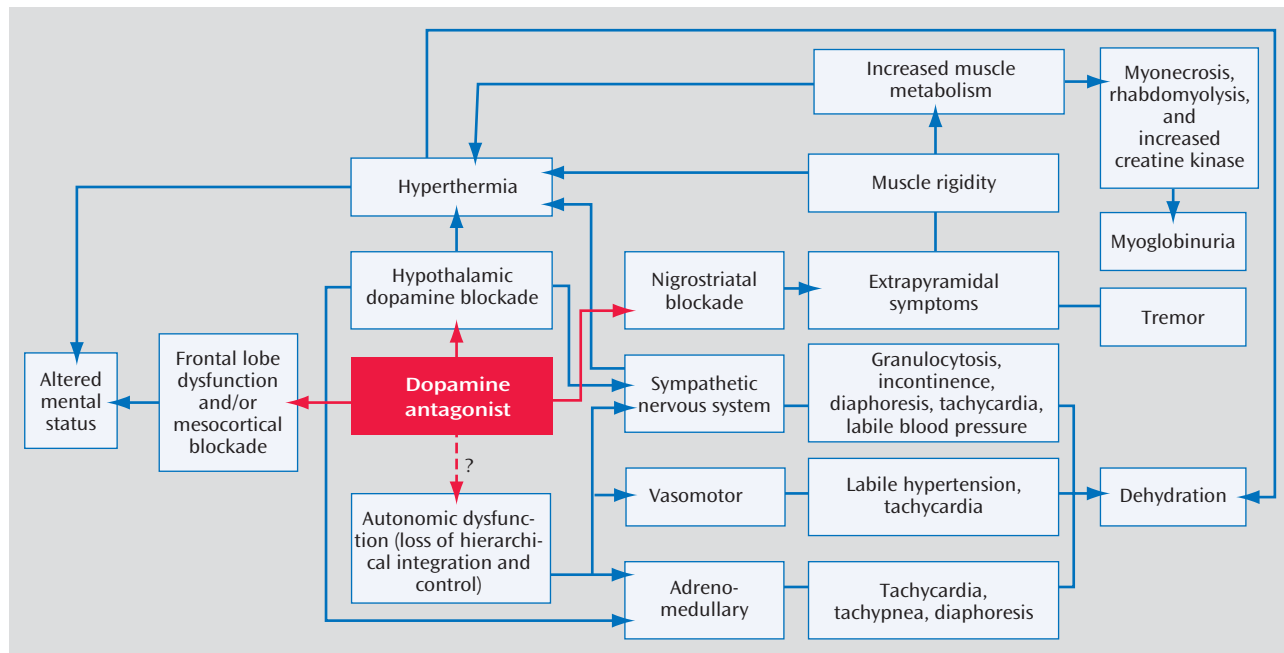 Increased muscle
metabolism
Myonecrosis,
rhabdomyolysis,
and
increased
creatine kinase
Hyperthermia
Muscle rigidity
Myoglobinuria
Hypothalamic
dopamine blockade
Nigrostriatal
blockade
Extrapyramidal
symptoms
Tremor
Altered
mental
status
Frontal lobe
dysfunction
and/or
mesocortical
blockade
Dopamine
antagonist
Sympathetic
nervous system
Granulocytosis,
incontinence,
diaphoresis, tachycardia,
labile blood pressure
?
Autonomic dysfunc-
tion (loss of hierarchi-
cal integration and
control)
Vasomotor
Labile hypertension,
tachycardia
Dehydration
Adreno-
medullary
Tachycardia,
tachypnea, diaphoresis